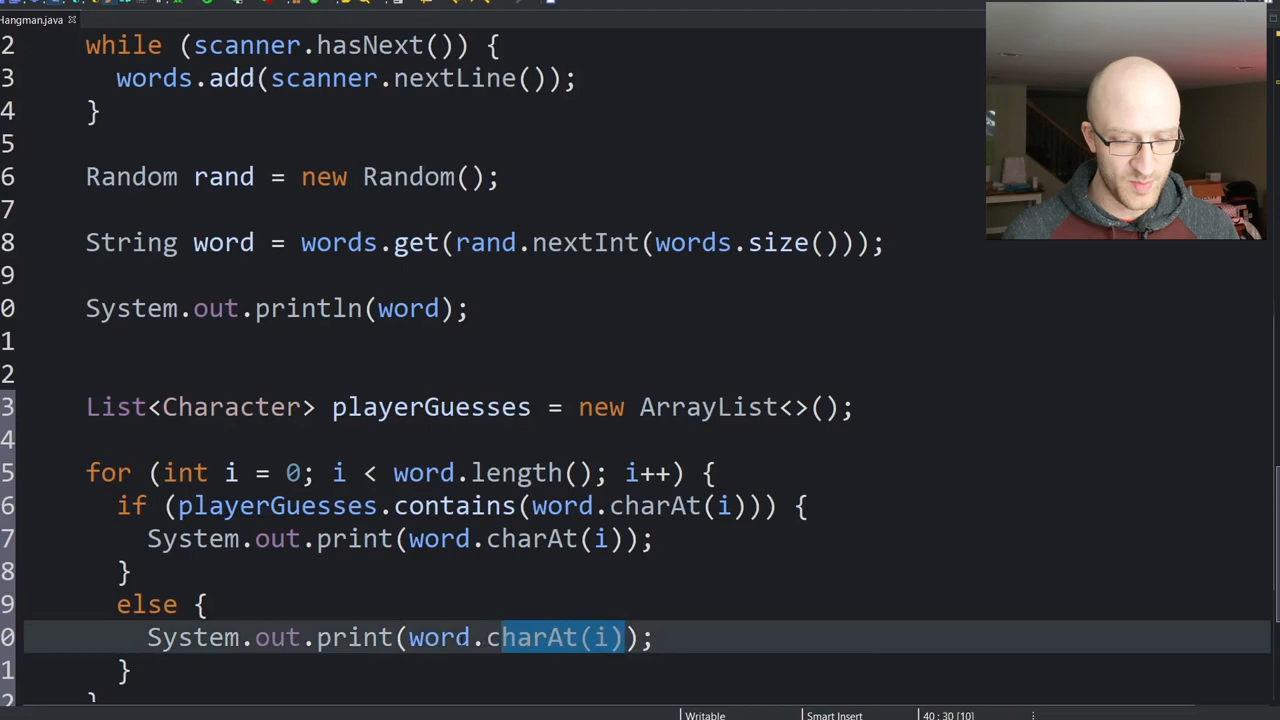 Hangman.java
2 while (scanner.hasNext()) {
3 words.add(scanner.nextLine());
4 }
5
6 Random rand = new Random();
7
8 String word = words.get(rand.nextInt(words.size()));
9
0 System.out.println(word);
1
2
3 List<Character> playerGuesses = new ArrayList<>();
4
5 for (int i = 0; i < word.length(); i++) {
6 if (playerGuesses.contains(word.charAt(i))) {
7 System.out.print(word.charAt(i));
8 }
9 else {
0 System.out.print(word.charAt(i));
1 }
2 }
Writable Smart Insert 40 : 30 [10]